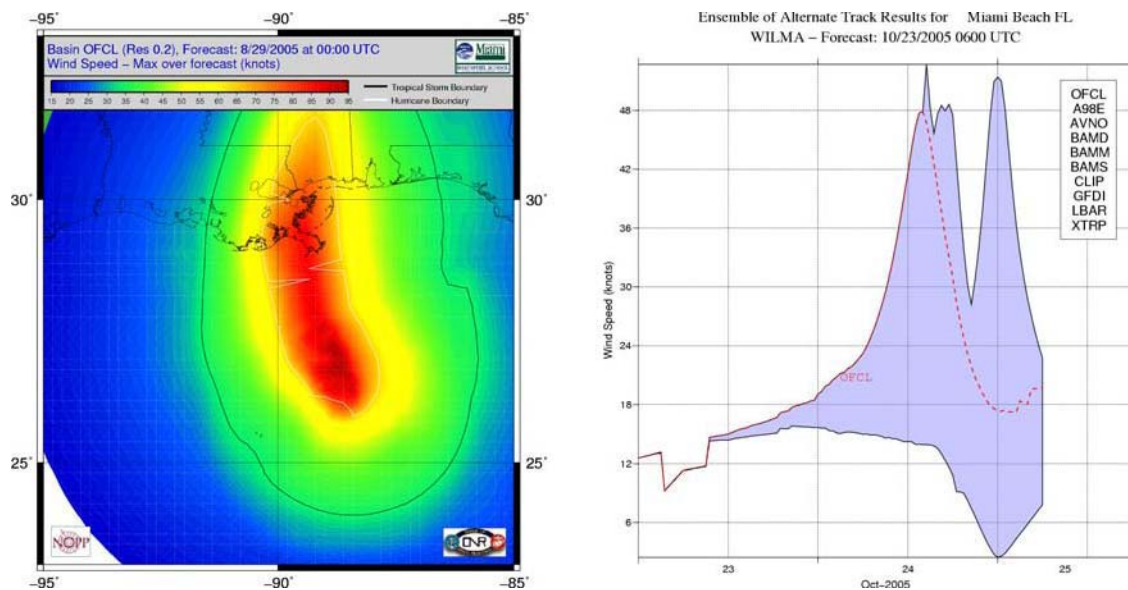 −95˚ −90˚ −85˚
Basin OFCL (Res 0.2), Forecast: 8/29/2005 at 00:00 UTC
Wind Speed − Max over forecast (knots)
Miami
15 20 25 30 35 40 45 50 55 60 65 70 75 80 85 90 95
Tropical Storm Boundary
Hurricane Boundary
30˚ 30˚
25˚ 25˚
NOPP
ONR
−95˚ −90˚ −85˚
Ensemble of Alternate Track Results for Miami Beach FL
WILMA − Forecast: 10/23/2005 0600 UTC
OFCL
A98E
AVNO
BAMD
BAMM
BAMS
CLIP
GFDI
LBAR
XTRP
48
42
36
30
24
18
12
6
Wind Speed (knots)
OFCL
23 24 25
Oct−2005